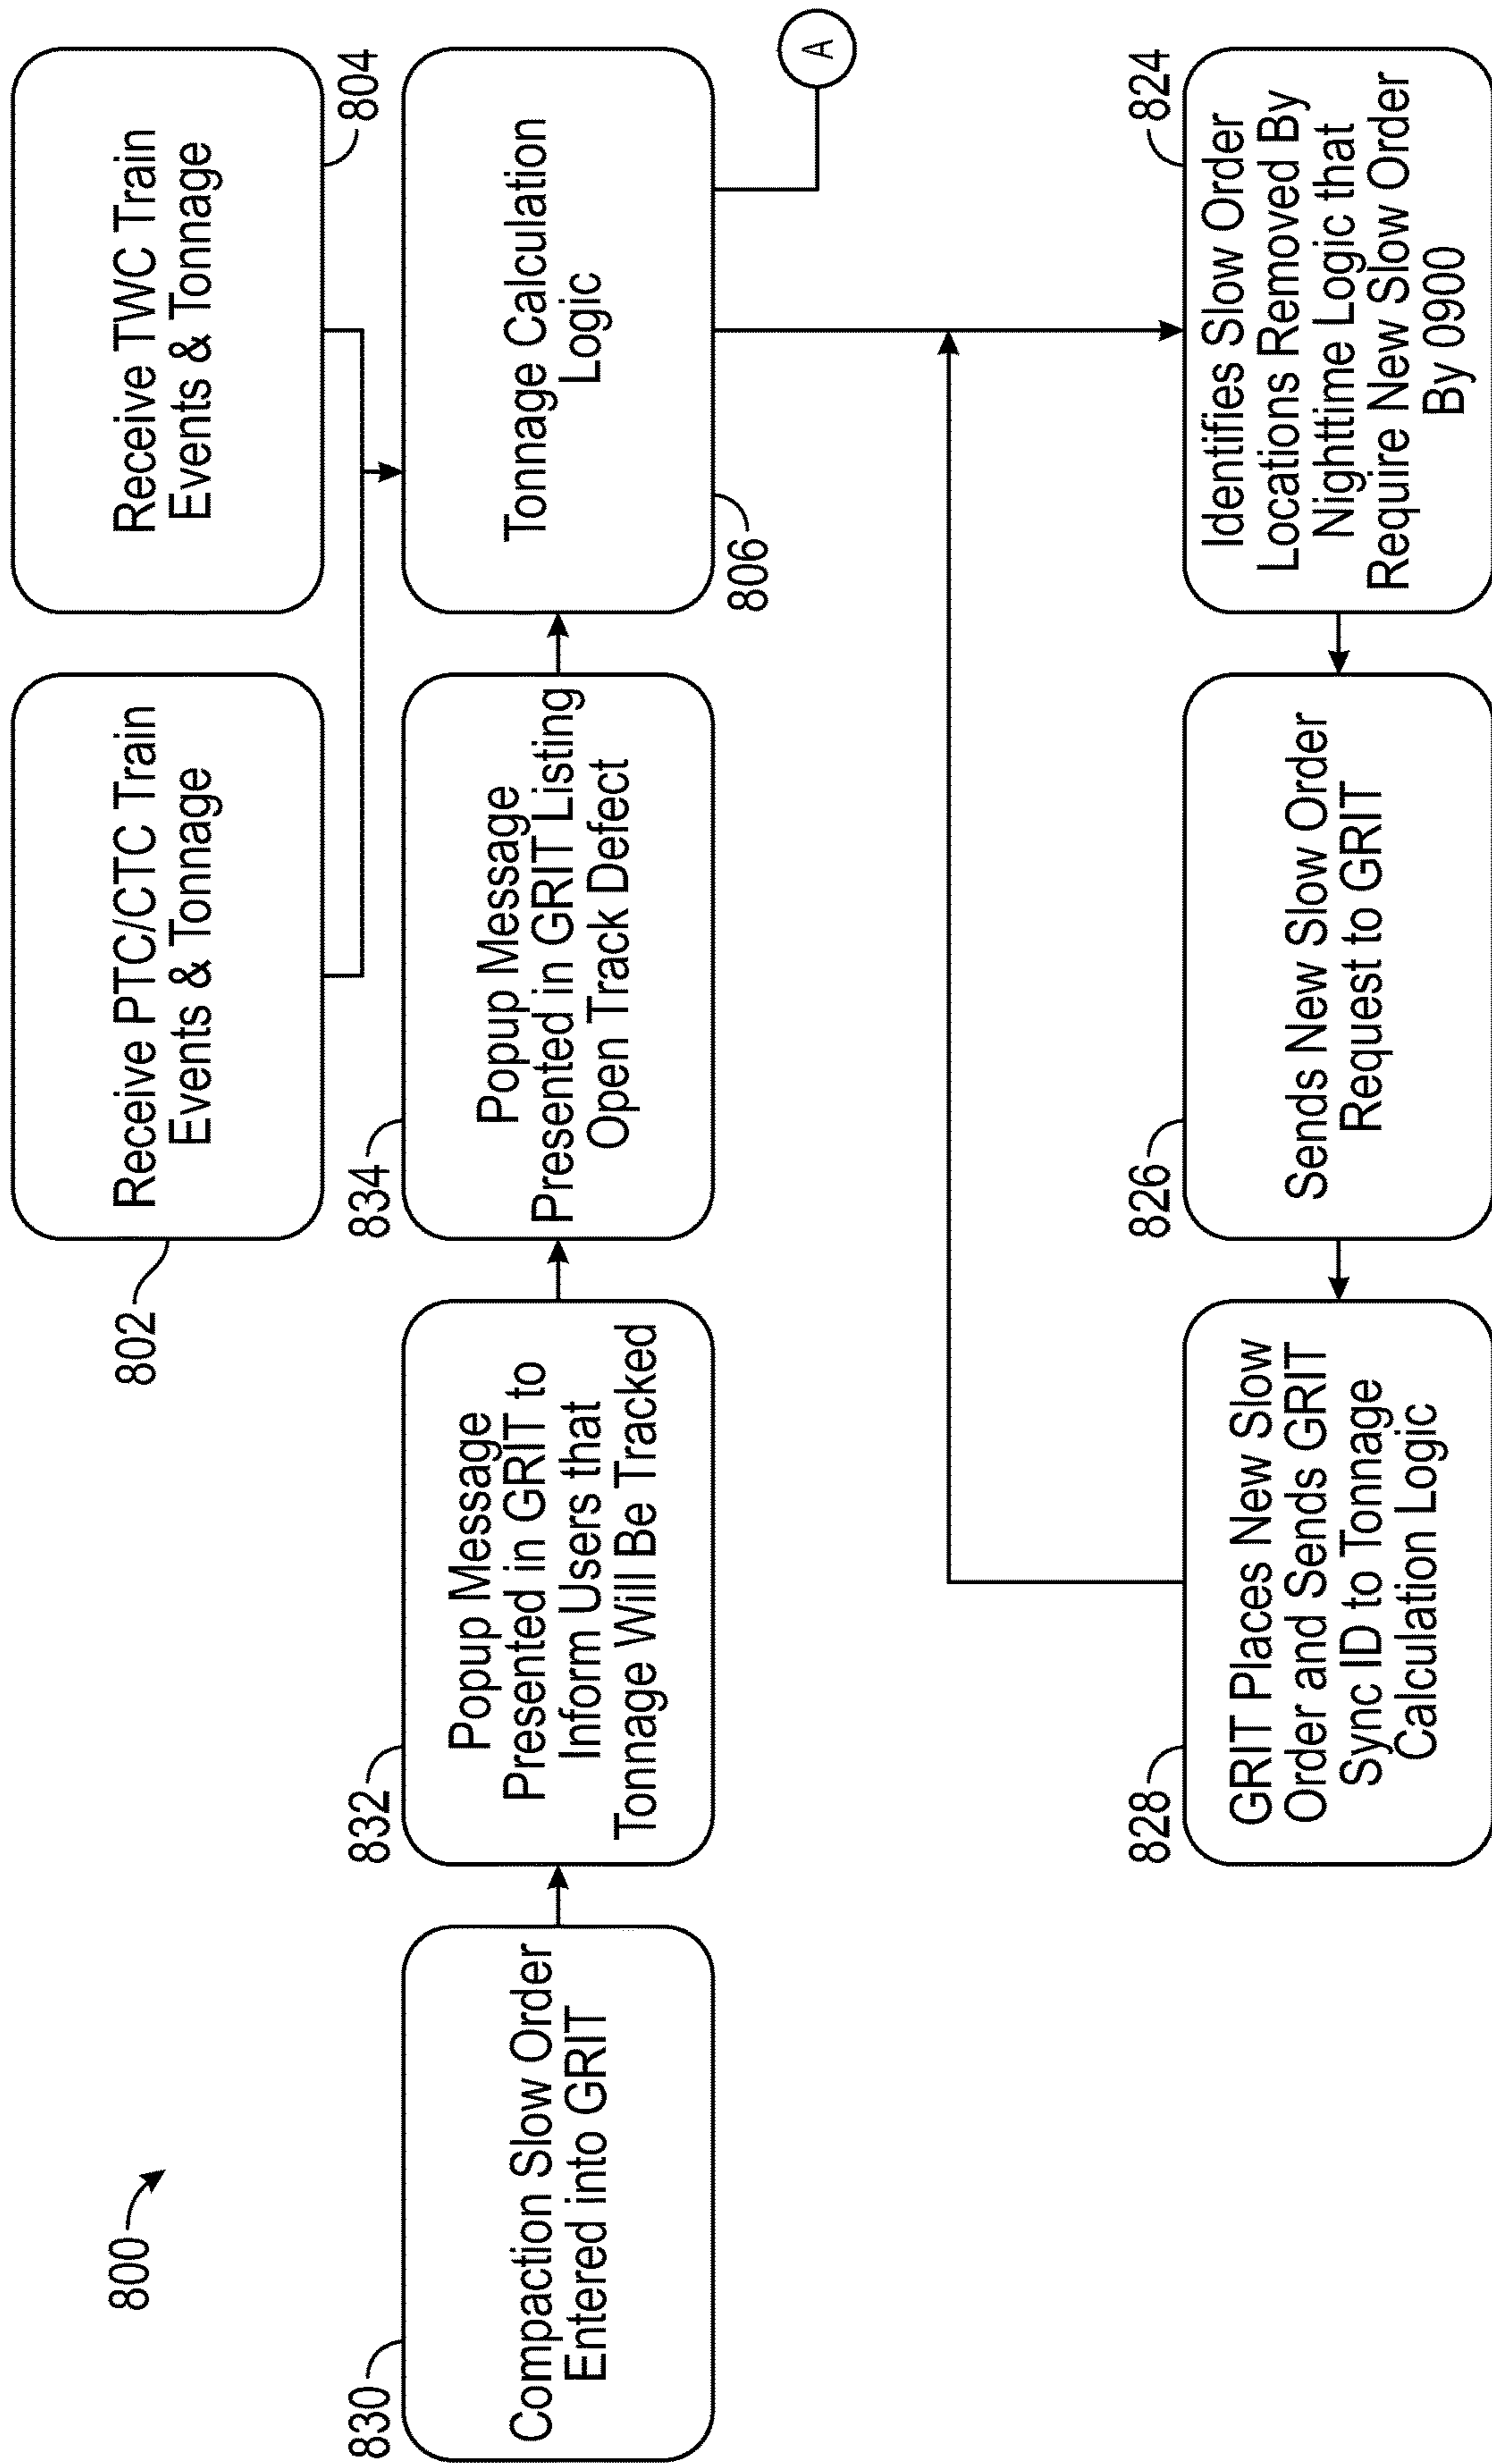 800
802
Receive PTC/CTC Train
Events & Tonnage
Receive TWC Train
Events & Tonnage
804
830
Compaction Slow Order
Entered into GRIT
832
Popup Message
Presented in GRIT to
Inform Users that
Tonnage Will Be Tracked
834
Popup Message
Presented in GRIT Listing
Open Track Defect
Tonnage Calculation
Logic
806
A
828
GRIT Places New Slow
Order and Sends GRIT
Sync ID to Tonnage
Calculation Logic
826
Sends New Slow Order
Request to GRIT
824
Identifies Slow Order
Locations Removed By
Nighttime Logic that
Require New Slow Order
By 0900